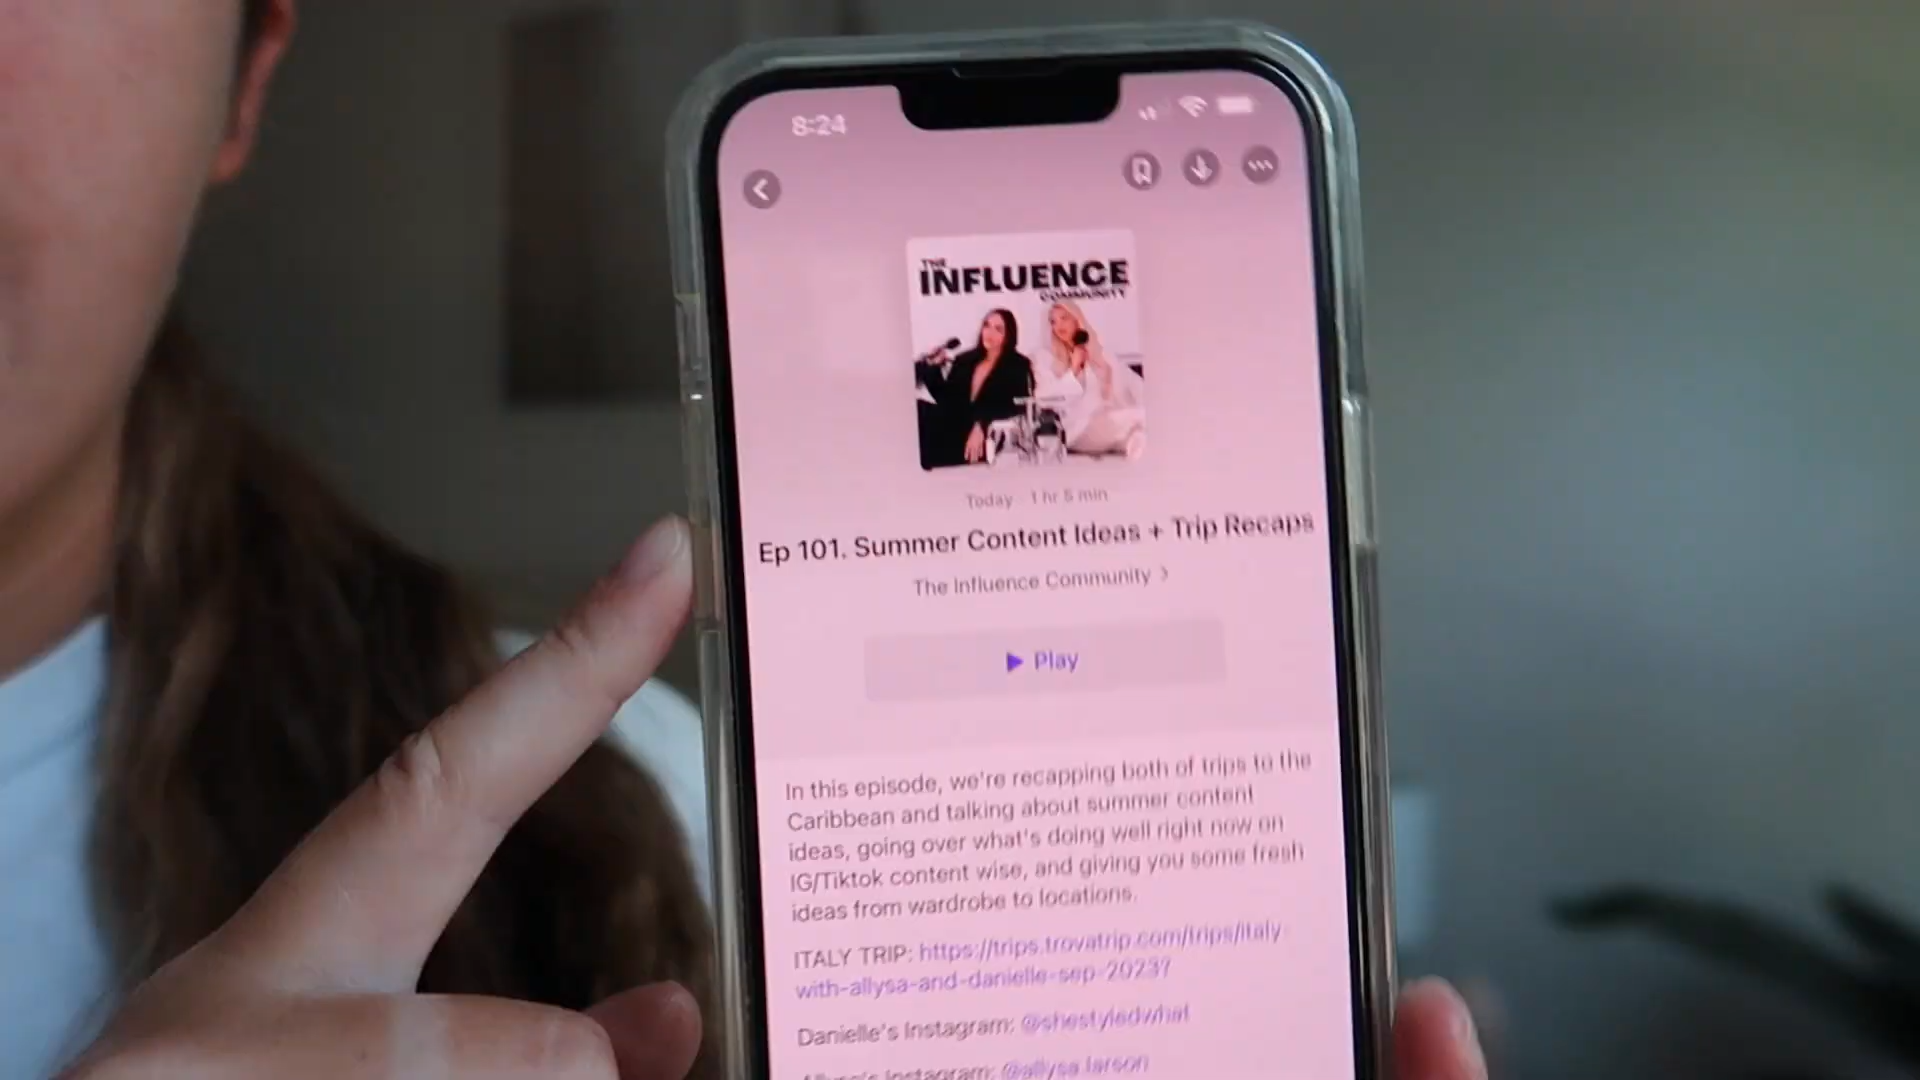 8:24
THE
INFLUENCE
COMMUNITY
Today · 1 hr 5 min
Ep 101. Summer Content Ideas + Trip Recaps
The Influence Community >
Play
In this episode, we're recapping both of trips to the
Caribbean and talking about summer content
ideas, going over what's doing well right now on
IG/Tiktok content wise, and giving you some fresh
ideas from wardrobe to locations.
ITALY TRIP: https://trips.trovatrip.com/trips/italy-
with-allysa-and-danielle-sep-2023?
Danielle's Instagram: @shestyledwhat
Allysa's Instagram: @allysa.larson